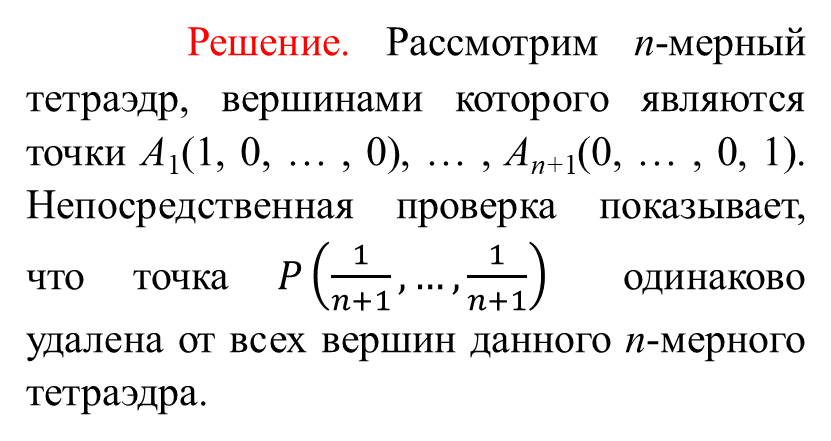 Решение. Рассмотрим n-мерный
тетраэдр, вершинами которого являются
точки A₁(1, 0, … , 0), … , Aₙ₊₁(0, … , 0, 1).
Непосредственная проверка показывает,
что точка P(1/(n+1), …, 1/(n+1)) одинаково
удалена от всех вершин данного n-мерного
тетраэдра.